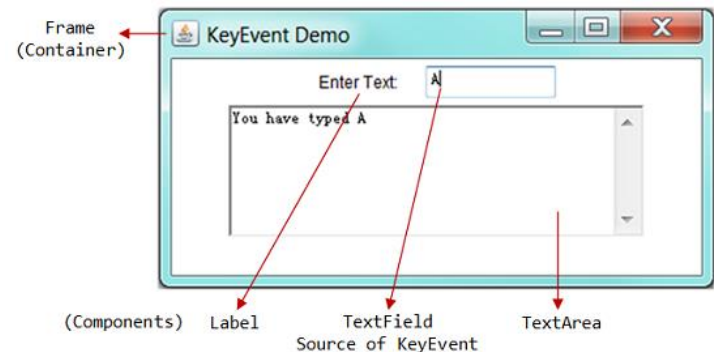 Frame
(Container)
KeyEvent Demo
Enter Text:
A
You have typed A
(Components)
Label
TextField
Source of KeyEvent
TextArea